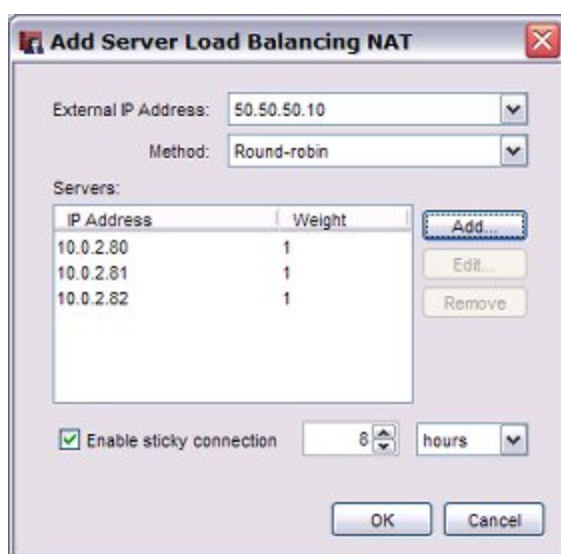 Add Server Load Balancing NAT
External IP Address: 50.50.50.10
Method: Round-robin
Servers:
IP Address Weight
Add...
10.0.2.80 1
10.0.2.81 1
Edit...
10.0.2.82 1
Remove
Enable sticky connection 8 hours
OK Cancel